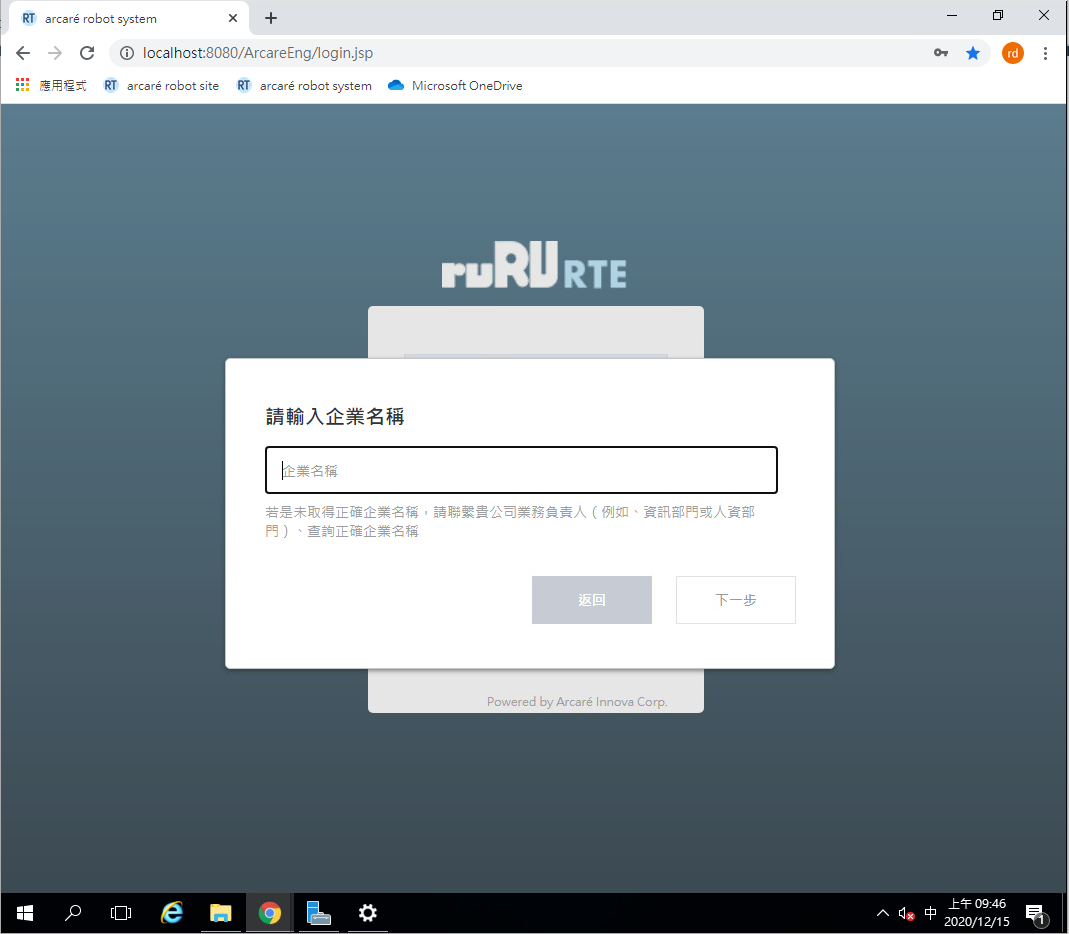 RT arcaré robot system
localhost:8080/ArcareEng/login.jsp
rd
應用程式 RT arcaré robot site RT arcaré robot system Microsoft OneDrive
ruRU RTE
請輸入企業名稱
企業名稱
若是未取得正確企業名稱，請聯繫貴公司業務負責人（例如、資訊部門或人資部
門）、查詢正確企業名稱
返回 下一步
Powered by Arcaré Innova Corp.
中 上午 09:46
2020/12/15
1